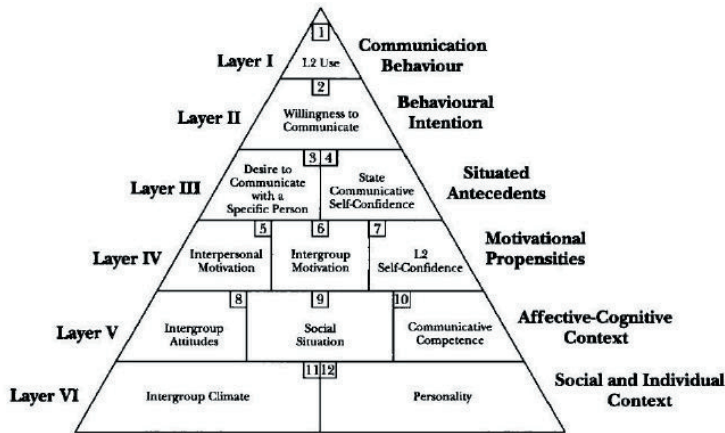 1
Layer I
L2 Use
Communication
Behaviour
2
Layer II
Willingness to
Communicate
Behavioural
Intention
3 4
Layer III
Desire to
Communicate
with a
Specific Person
State
Communicative
Self-Confidence
Situated
Antecedents
5 6 7
Layer IV
Interpersonal
Motivation
Intergroup
Motivation
L2
Self-Confidence
Motivational
Propensities
8 9 10
Layer V
Intergroup
Attitudes
Social
Situation
Communicative
Competence
Affective-Cognitive
Context
11 12
Layer VI
Intergroup Climate
Personality
Social and Individual
Context